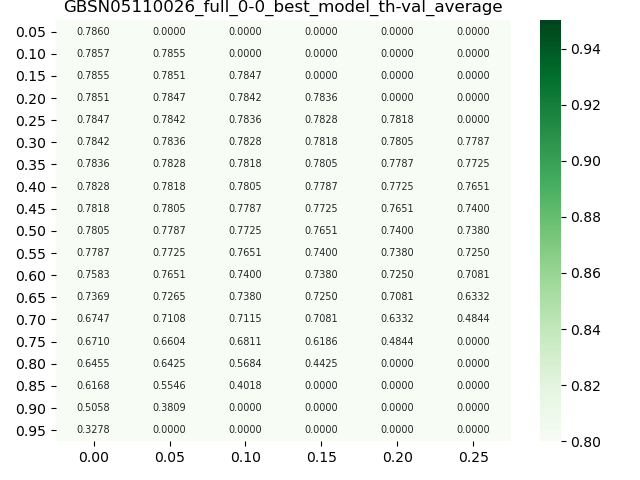 GBSN05110026_full_0-0_best_model_th-val_average
0.05 0.7860 0.0000 0.0000 0.0000 0.0000 0.0000
0.10 0.7857 0.7855 0.0000 0.0000 0.0000 0.0000
0.15 0.7855 0.7851 0.7847 0.0000 0.0000 0.0000
0.20 0.7851 0.7847 0.7842 0.7836 0.0000 0.0000
0.25 0.7847 0.7842 0.7836 0.7828 0.7818 0.0000
0.30 0.7842 0.7836 0.7828 0.7818 0.7805 0.7787
0.35 0.7836 0.7828 0.7818 0.7805 0.7787 0.7725
0.40 0.7828 0.7818 0.7805 0.7787 0.7725 0.7651
0.45 0.7818 0.7805 0.7787 0.7725 0.7651 0.7400
0.50 0.7805 0.7787 0.7725 0.7651 0.7400 0.7380
0.55 0.7787 0.7725 0.7651 0.7400 0.7380 0.7250
0.60 0.7583 0.7651 0.7400 0.7380 0.7250 0.7081
0.65 0.7369 0.7265 0.7380 0.7250 0.7081 0.6332
0.70 0.6747 0.7108 0.7115 0.7081 0.6332 0.4844
0.75 0.6710 0.6604 0.6811 0.6186 0.4844 0.0000
0.80 0.6455 0.6425 0.5684 0.4425 0.0000 0.0000
0.85 0.6168 0.5546 0.4018 0.0000 0.0000 0.0000
0.90 0.5058 0.3809 0.0000 0.0000 0.0000 0.0000
0.95 0.3278 0.0000 0.0000 0.0000 0.0000 0.0000
0.00 0.05 0.10 0.15 0.20 0.25
0.94
0.92
0.90
0.88
0.86
0.84
0.82
0.80